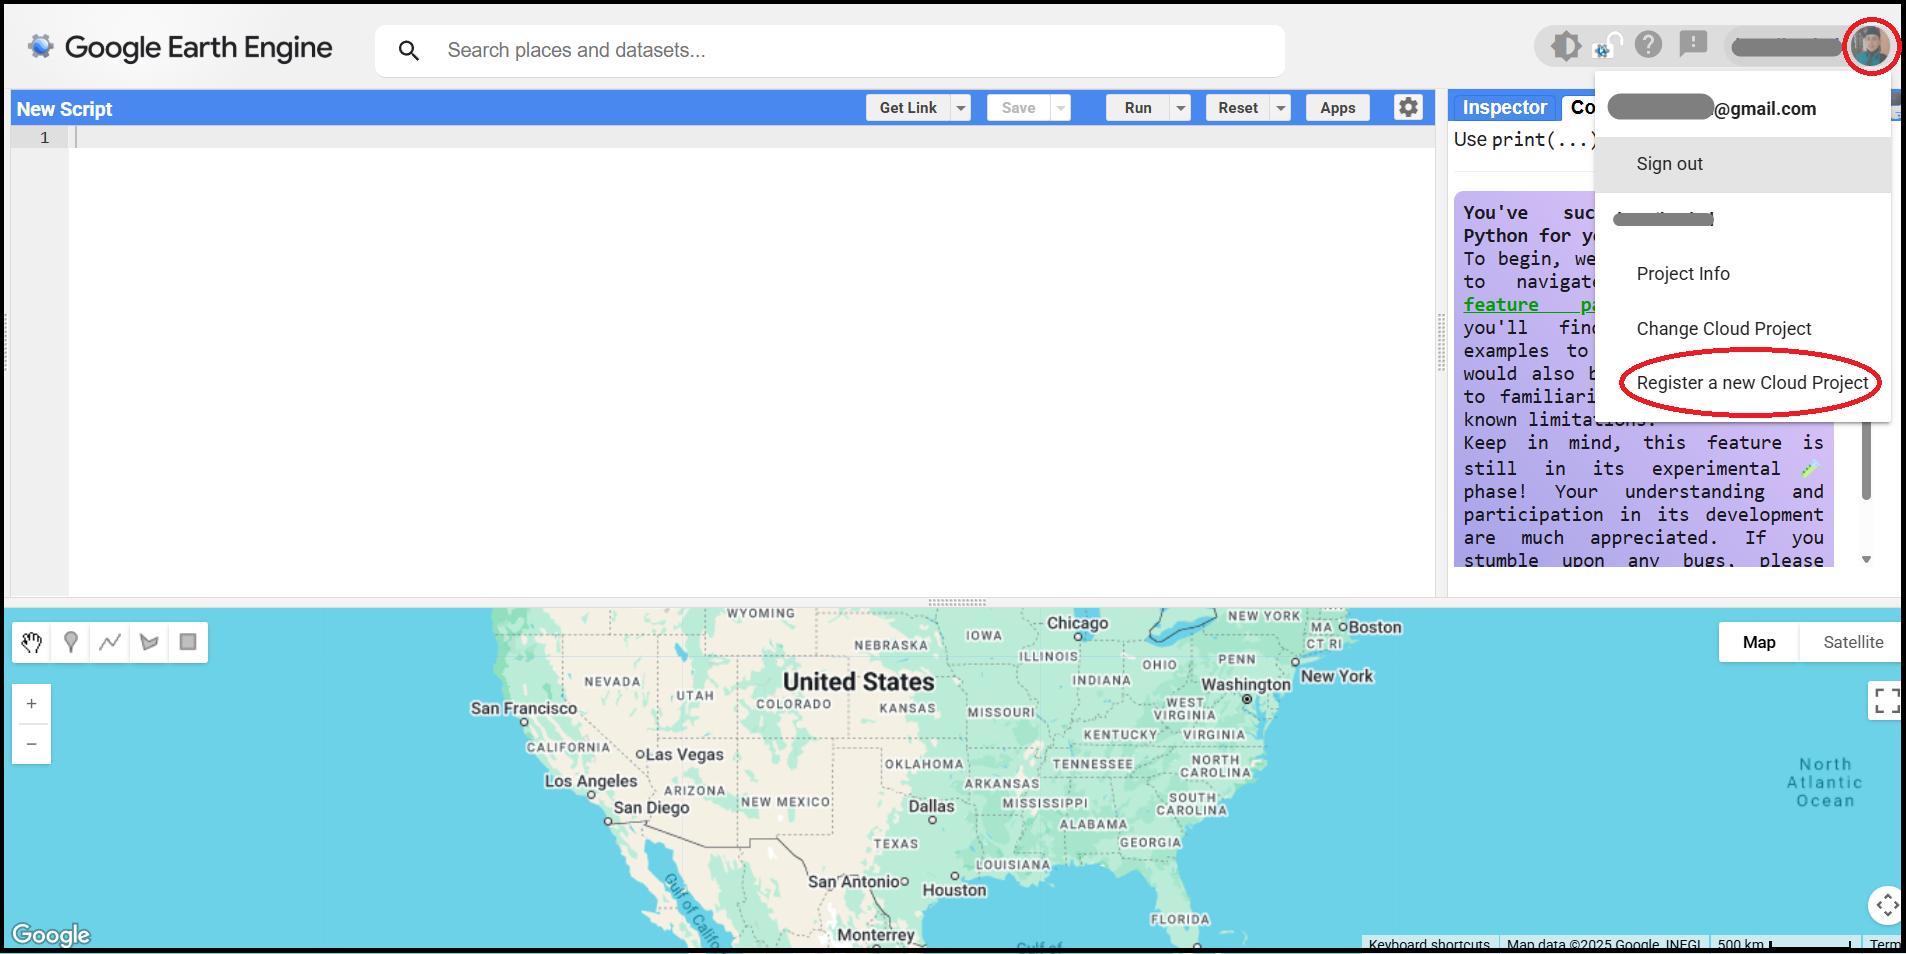 Google Earth Engine
Search places and datasets...
New Script
Get Link
Save
Run
Reset
Apps
1
Inspector
Co
Use print(...)
You've suc
Python for y
To begin, we
to navigate
feature pa
you'll find
examples to
would also b
to familiari
known limitations.
Keep in mind, this feature is
still in its experimental
phase! Your understanding and
participation in its development
are much appreciated. If you
stumble upon any bugs, please
@gmail.com
Sign out
Project Info
Change Cloud Project
Register a new Cloud Project
Map
Satellite
+
−
WYOMING
NEBRASKA
IOWA
Chicago
NEW YORK
MA
Boston
CT RI
ILLINOIS
OHIO
PENN
New York
INDIANA
Washington
NEVADA
UTAH
United States
COLORADO
KANSAS
MISSOURI
WEST
VIRGINIA
San Francisco
KENTUCKY
VIRGINIA
CALIFORNIA
Las Vegas
OKLAHOMA
TENNESSEE
NORTH
CAROLINA
North
Atlantic
Ocean
Los Angeles
ARIZONA
NEW MEXICO
ARKANSAS
San Diego
Dallas
MISSISSIPPI
SOUTH
CAROLINA
ALABAMA
TEXAS
GEORGIA
LOUISIANA
San Antonio
Houston
Gulf of California
FLORIDA
Monterrey
Gulf of
Google
Keyboard shortcuts
Map data ©2025 Google, INEGI
500 km
Term